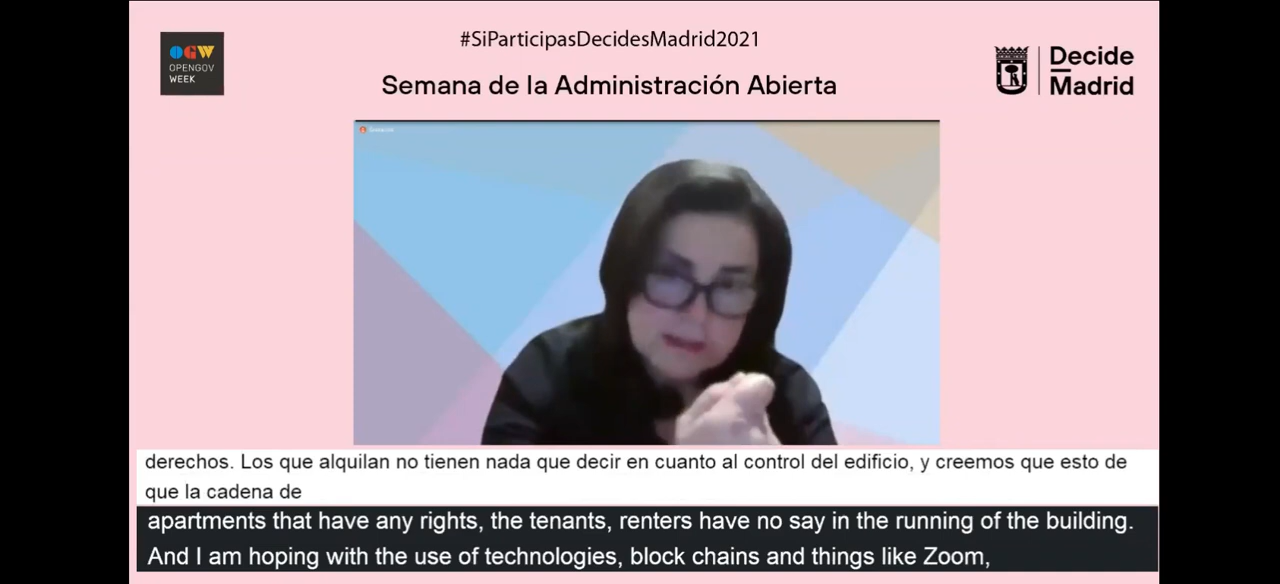 #SiParticipasDecidesMadrid2021
OGW
OPENGOV
WEEK
Semana de la Administración Abierta
Decide
Madrid
derechos. Los que alquilan no tienen nada que decir en cuanto al control del edificio, y creemos que esto de
que la cadena de
apartments that have any rights, the tenants, renters have no say in the running of the building.
And I am hoping with the use of technologies, block chains and things like Zoom,